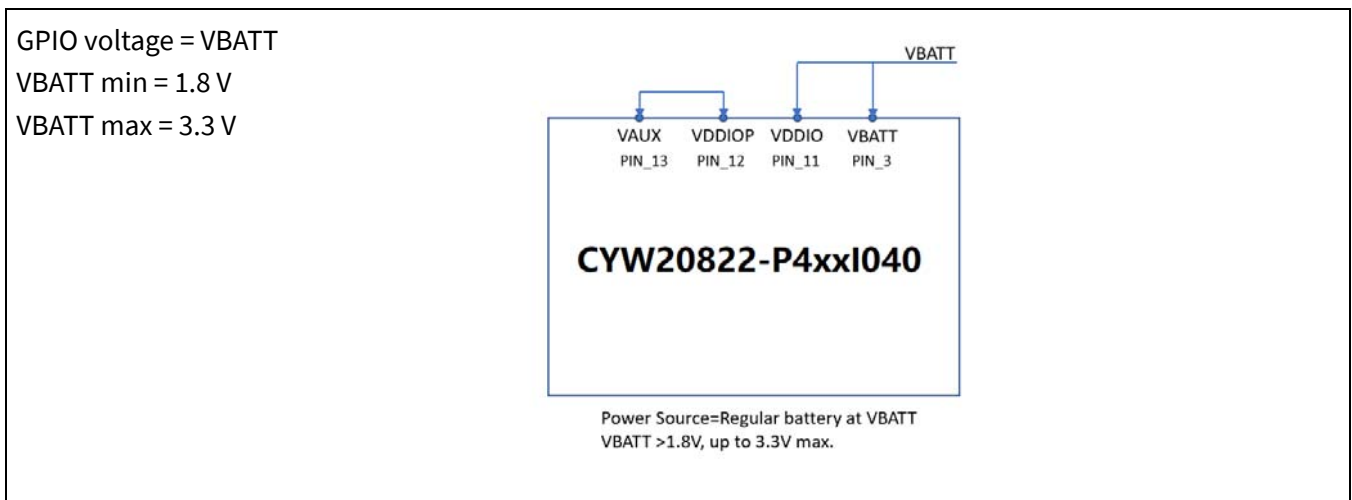 GPIO voltage = VBATT
VBATT min = 1.8 V
VBATT max = 3.3 V
VBATT
VAUX VDDIOP VDDIO VBATT
PIN_13 PIN_12 PIN_11 PIN_3
CYW20822-P4xxI040
Power Source=Regular battery at VBATT
VBATT >1.8V, up to 3.3V max.